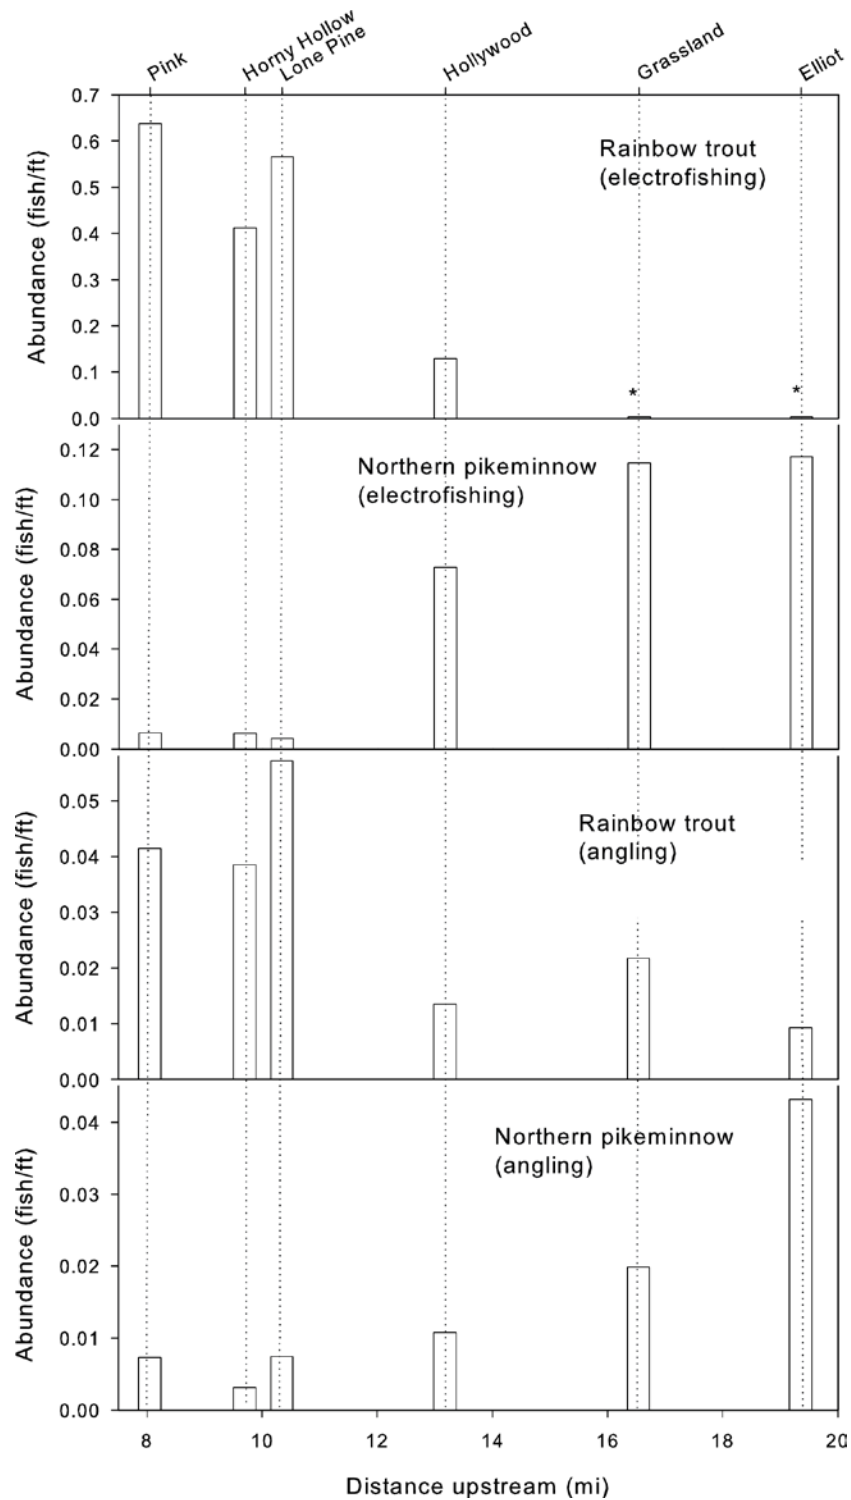 Pink
Horny Hollow
Lone Pine
Hollywood
Grassland
Elliot
0.7
0.6
0.5
0.4
0.3
0.2
0.1
0.0
Abundance (fish/ft)
Rainbow trout
(electrofishing)
*
*
0.12
0.10
0.08
0.06
0.04
0.02
0.00
Abundance (fish/ft)
Northern pikeminnow
(electrofishing)
0.05
0.04
0.03
0.02
0.01
0.00
Abundance (fish/ft)
Rainbow trout
(angling)
0.04
0.03
0.02
0.01
0.00
Abundance (fish/ft)
Northern pikeminnow
(angling)
8 10 12 14 16 18 20
Distance upstream (mi)